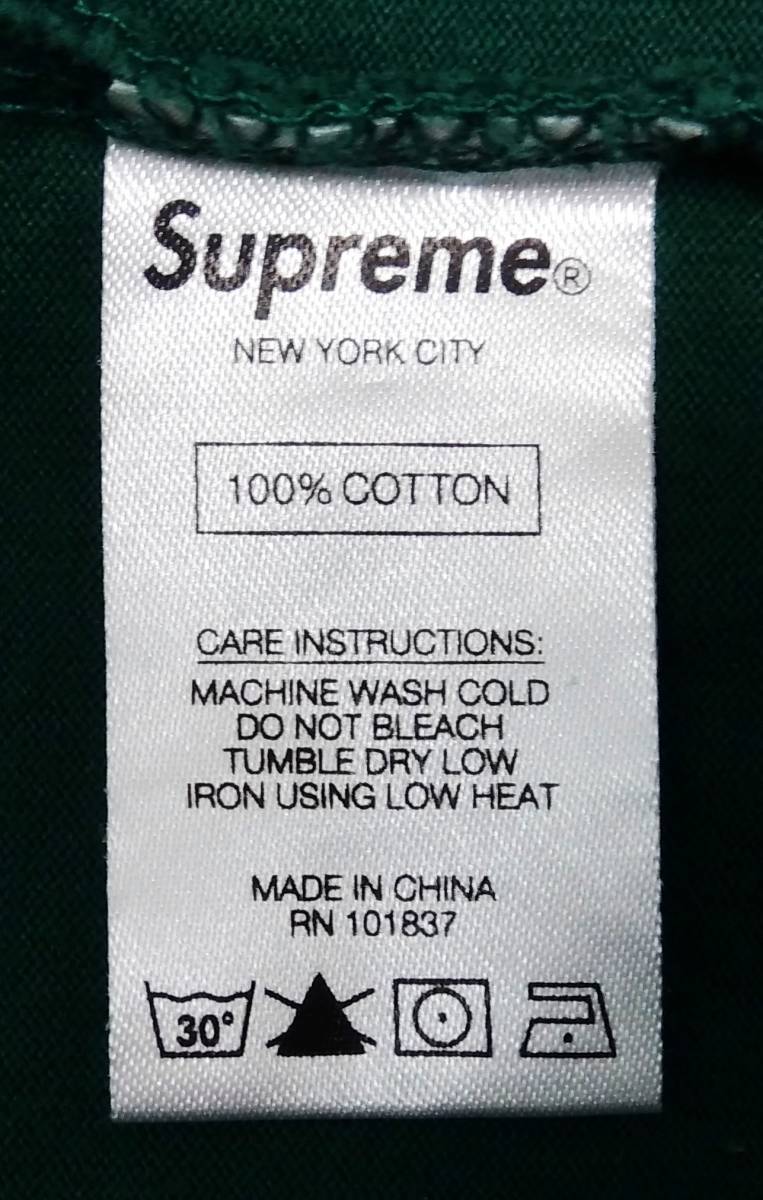 Supreme®
NEW YORK CITY
100% COTTON
CARE INSTRUCTIONS:
MACHINE WASH COLD
DO NOT BLEACH
TUMBLE DRY LOW
IRON USING LOW HEAT
MADE IN CHINA
RN 101837
30°